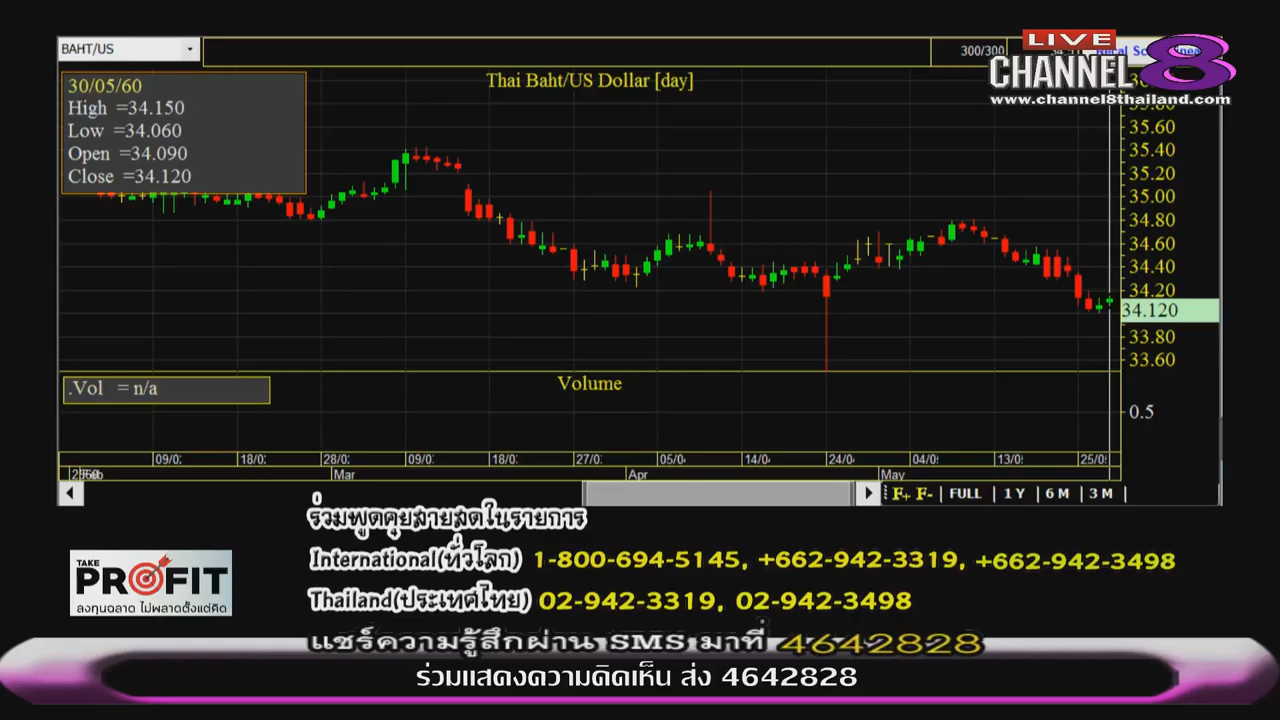 BAHT/US
300/300
LIVE
CHANNEL 8
www.channel8thailand.com
30/05/60
High =34.150
Low =34.060
Open =34.090
Close =34.120
Thai Baht/US Dollar [day]
35.60
35.40
35.20
35.00
34.80
34.60
34.40
34.20
34.120
33.80
33.60
.Vol = n/a
Volume
0.5
09/0 18/0 28/0 09/0 18/0 27/0 05/0 14/0 24/0 04/0 13/0 25/0
Mar Apr May
F+ F- FULL 1 Y 6 M 3 M
ร่วมพูดคุยสายสดในรายการ
International(ทั่วโลก) 1-800-694-5145, +662-942-3319, +662-942-3498
Thailand(ประเทศไทย) 02-942-3319, 02-942-3498
TAKE
PROFIT
ลงทุนฉลาด ไม่พลาดตั้งแต่คิด
แชร์ความรู้สึกผ่าน SMS มาที่ 4642828
ร่วมแสดงความคิดเห็น ส่ง 4642828